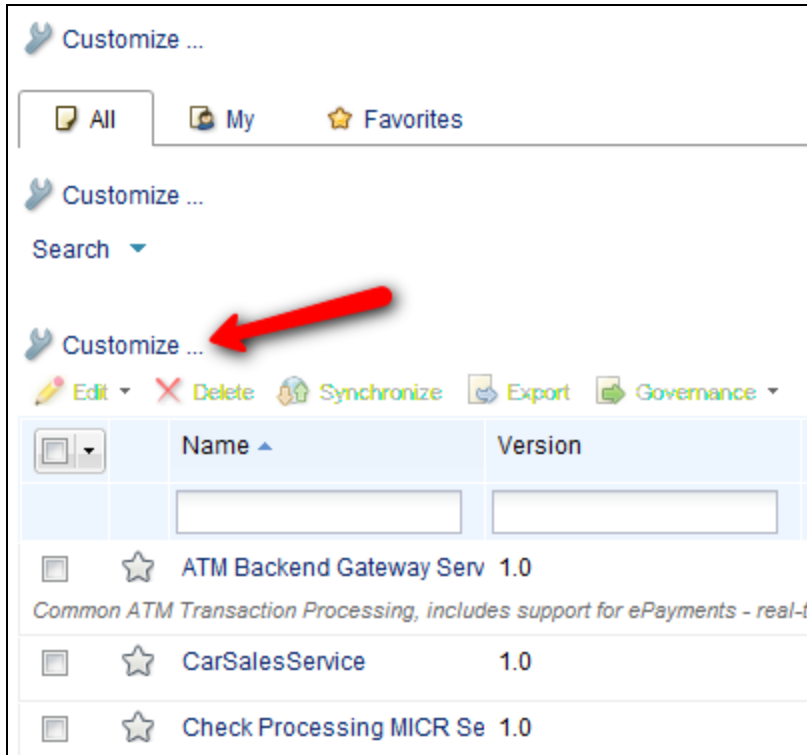 Customize ...
All My Favorites
Customize ...
Search
Customize ...
Edit Delete Synchronize Export Governance
Name Version
ATM Backend Gateway Serv 1.0
Common ATM Transaction Processing, includes support for ePayments - real-t
CarSalesService 1.0
Check Processing MICR Se 1.0